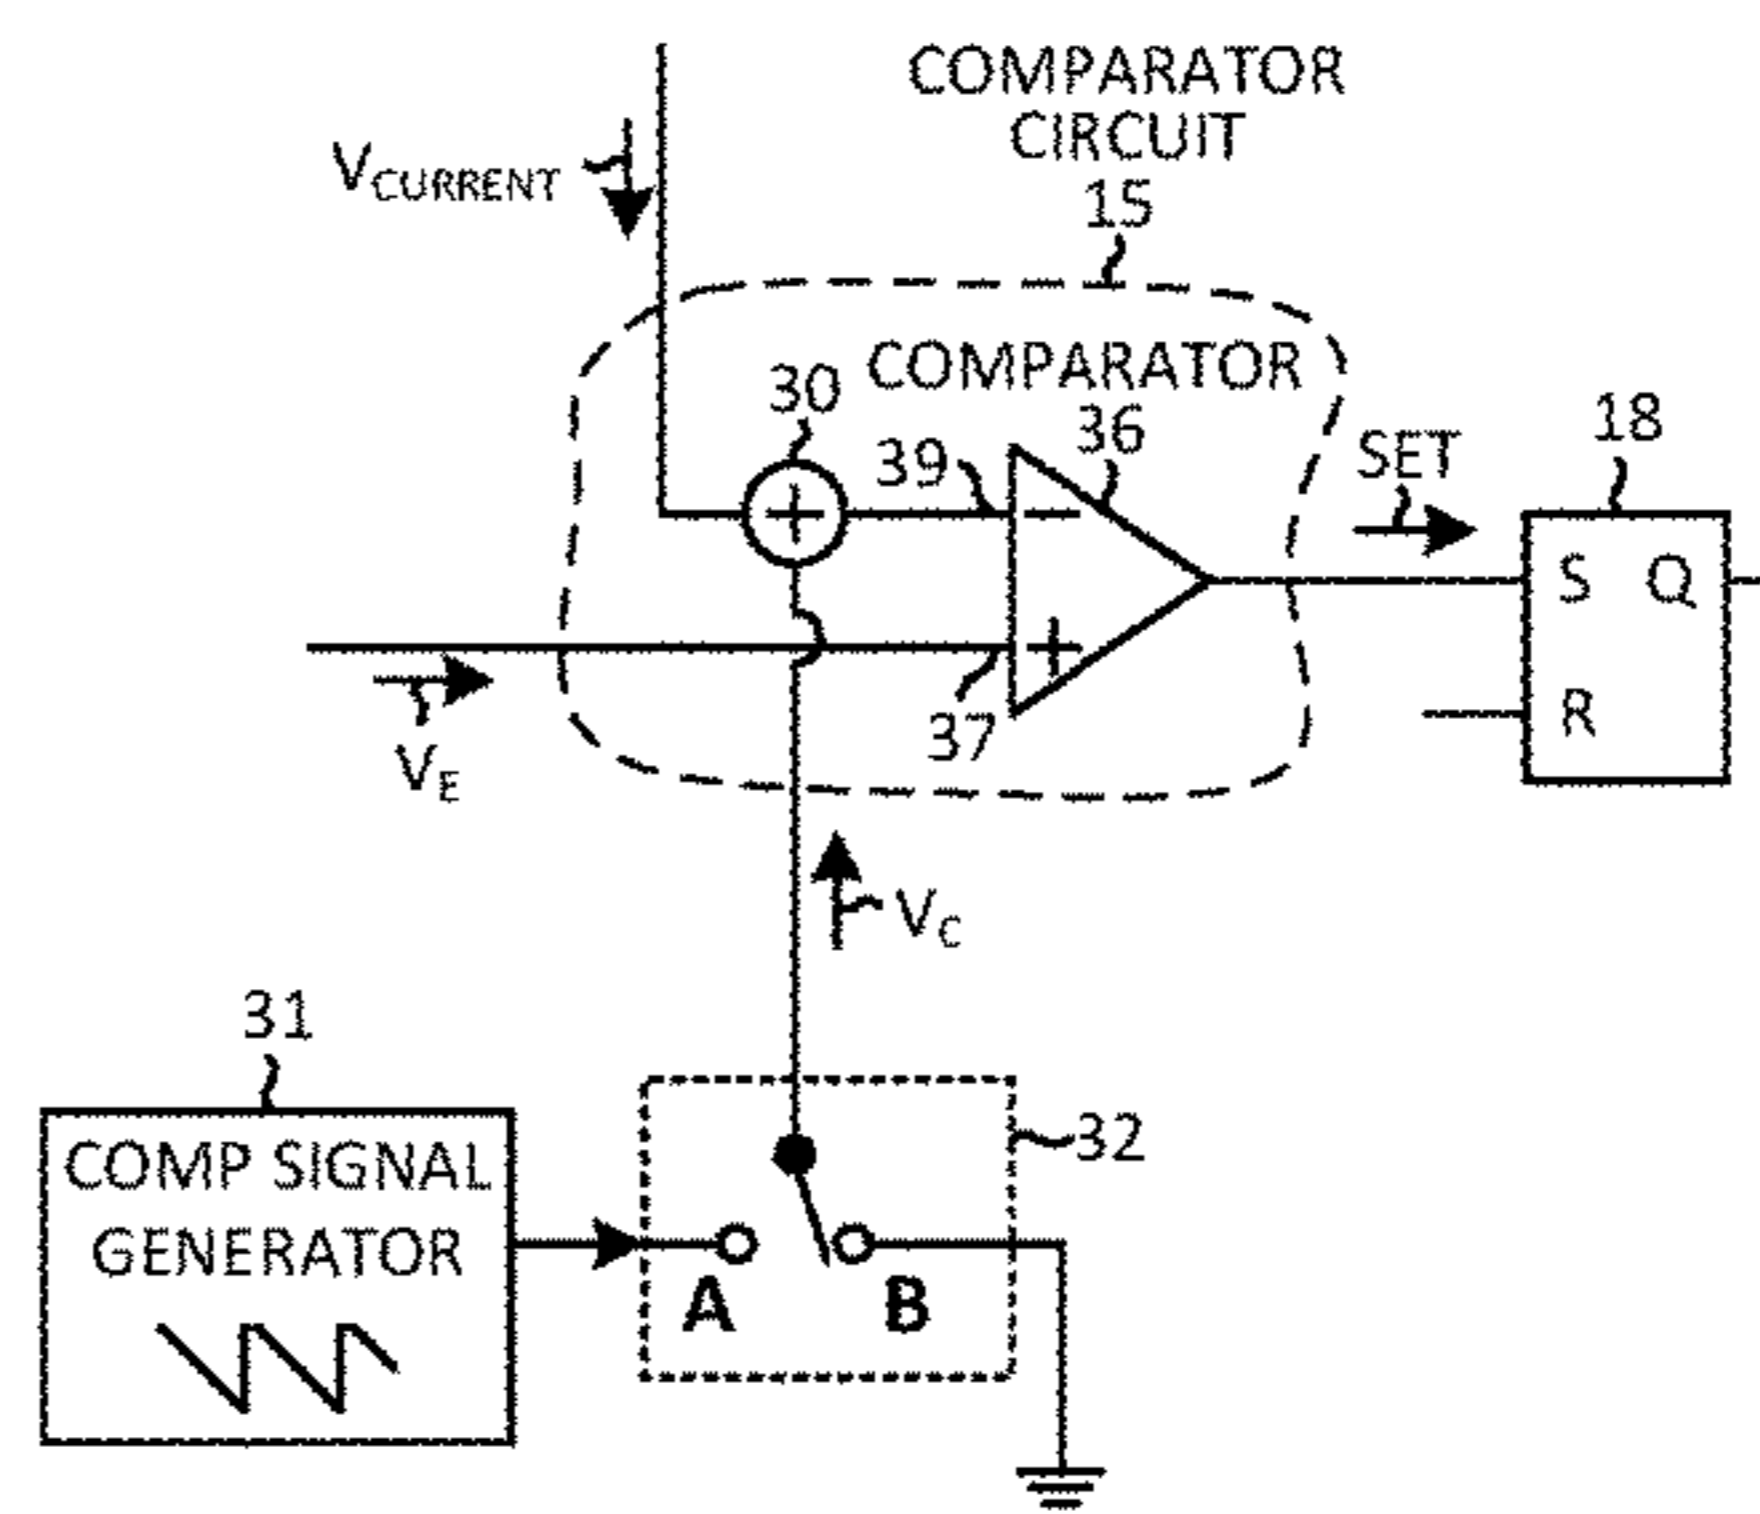 COMPARATOR
CIRCUIT
15
VCURRENT
COMPARATOR
30
36
39
SET
18
S Q
R
37
VE
VC
31
32
COMP SIGNAL
GENERATOR
A B